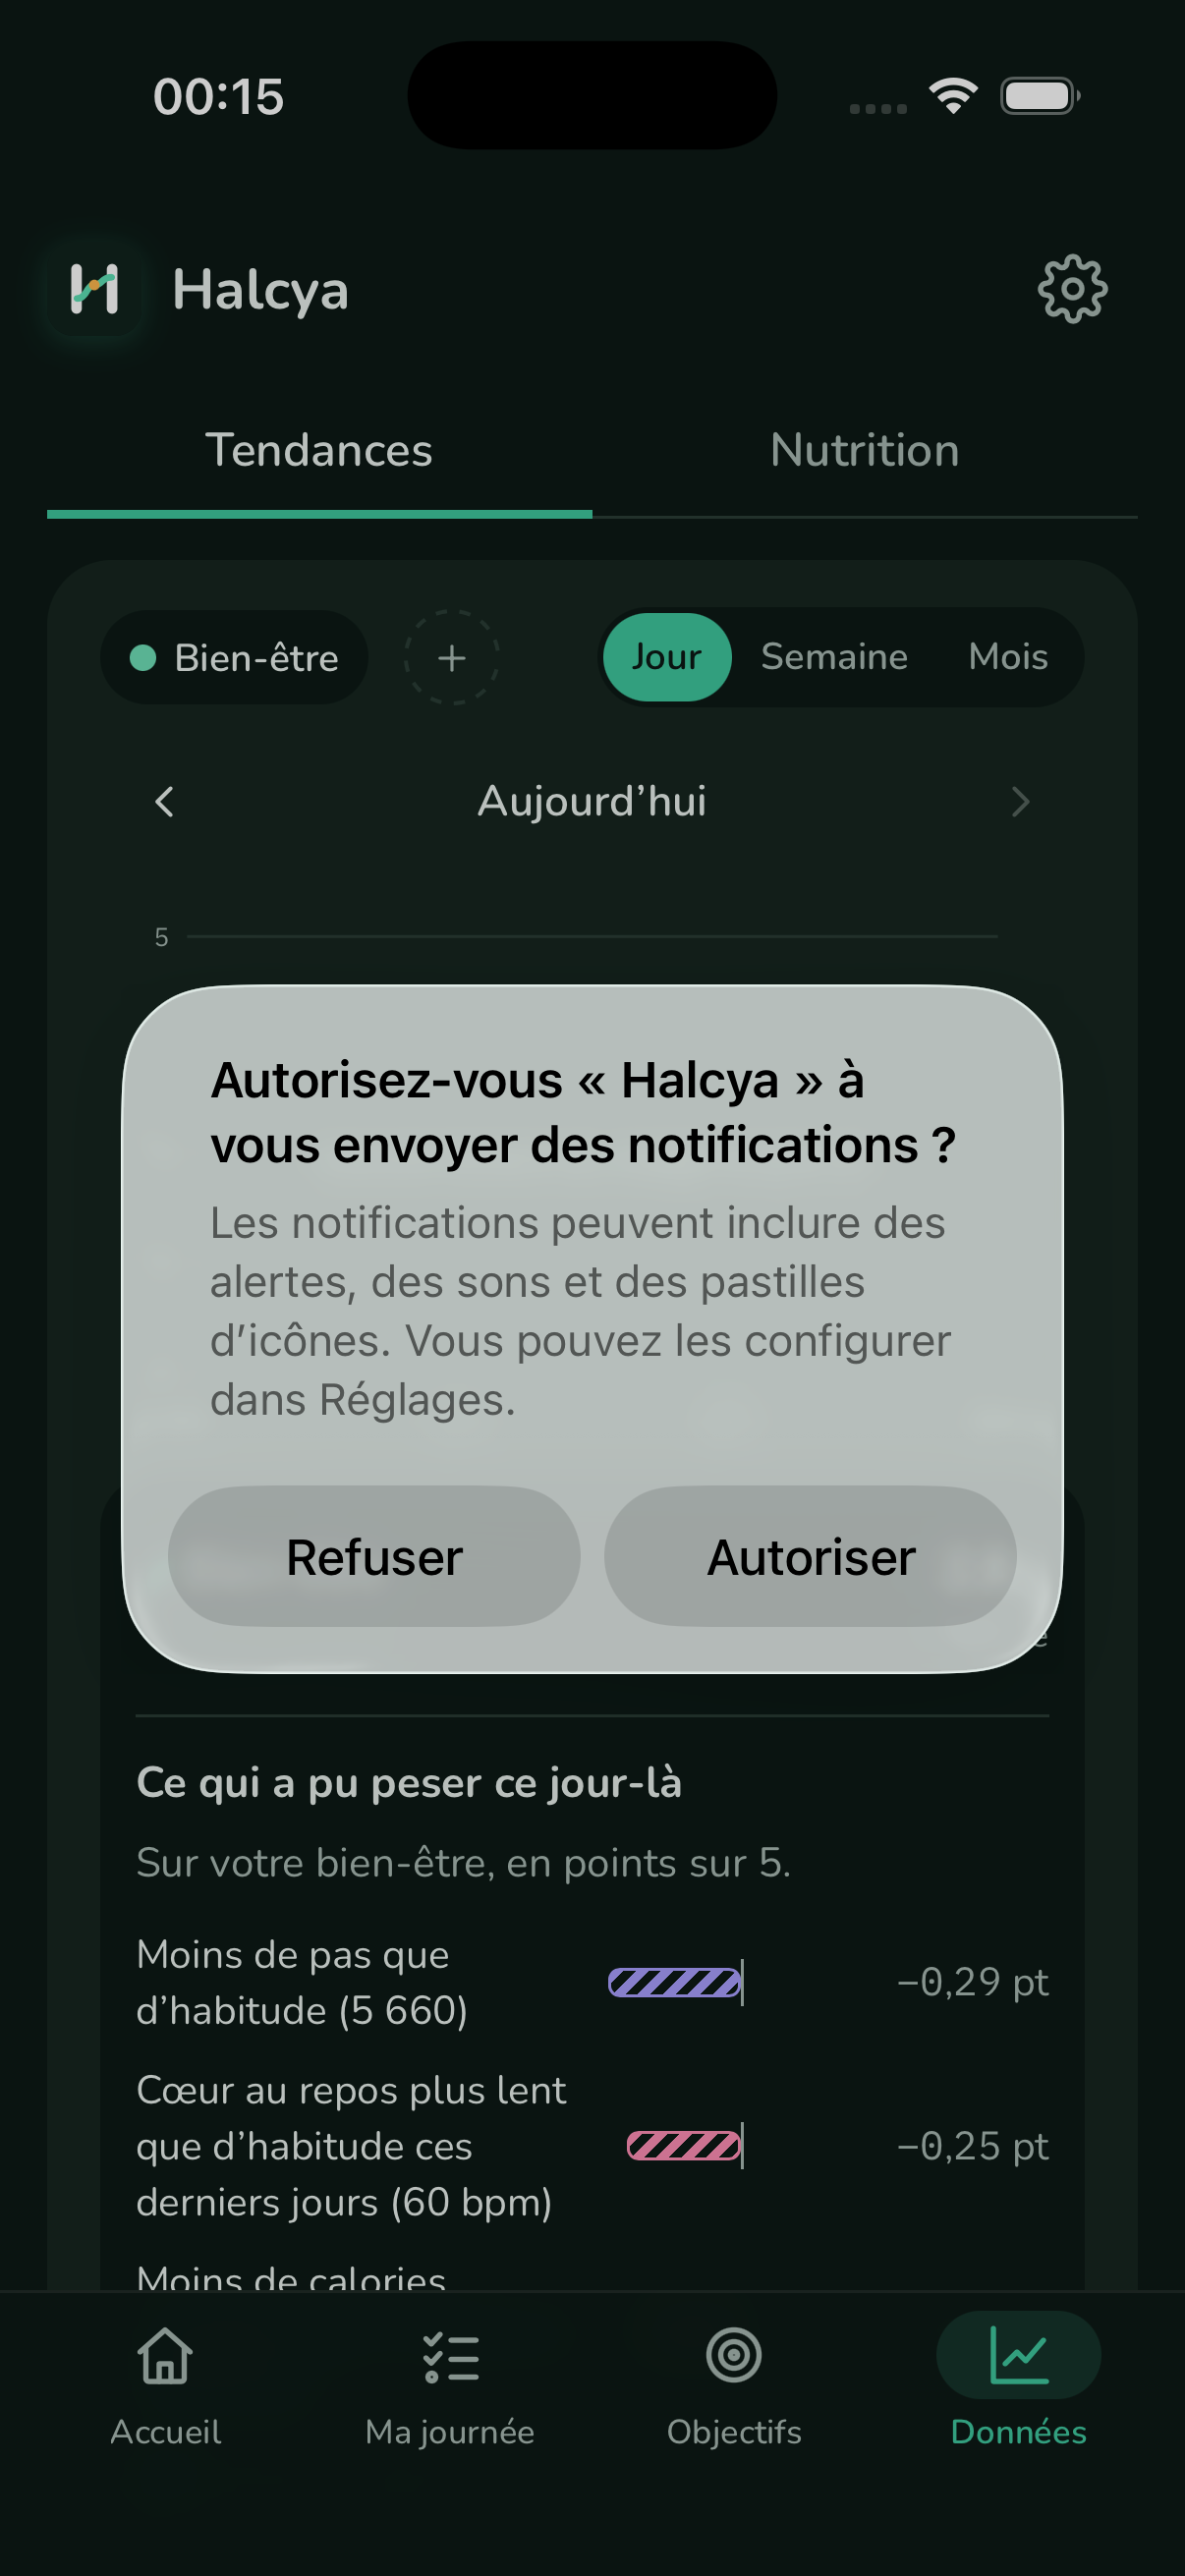 00:15
Halcya
Tendances
Nutrition
Bien-être
Jour
Semaine
Mois
Aujourd’hui
5
Autorisez-vous « Halcya » à
vous envoyer des notifications ?
Les notifications peuvent inclure des
alertes, des sons et des pastilles
d’icônes. Vous pouvez les configurer
dans Réglages.
Refuser
Autoriser
Ce qui a pu peser ce jour-là
Sur votre bien-être, en points sur 5.
Moins de pas que
d’habitude (5 660)
−0,29 pt
Cœur au repos plus lent
que d’habitude ces
derniers jours (60 bpm)
−0,25 pt
Moins de calories
Accueil
Ma journée
Objectifs
Données